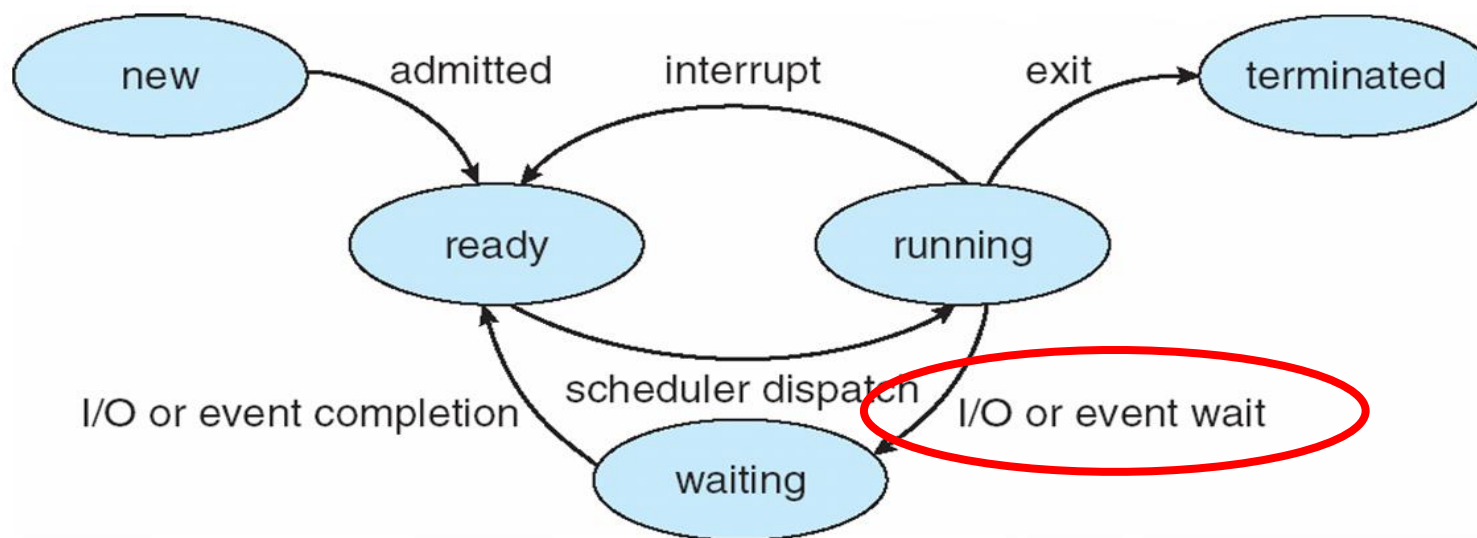 new
admitted
interrupt
exit
terminated
ready
running
scheduler dispatch
I/O or event completion
I/O or event wait
waiting